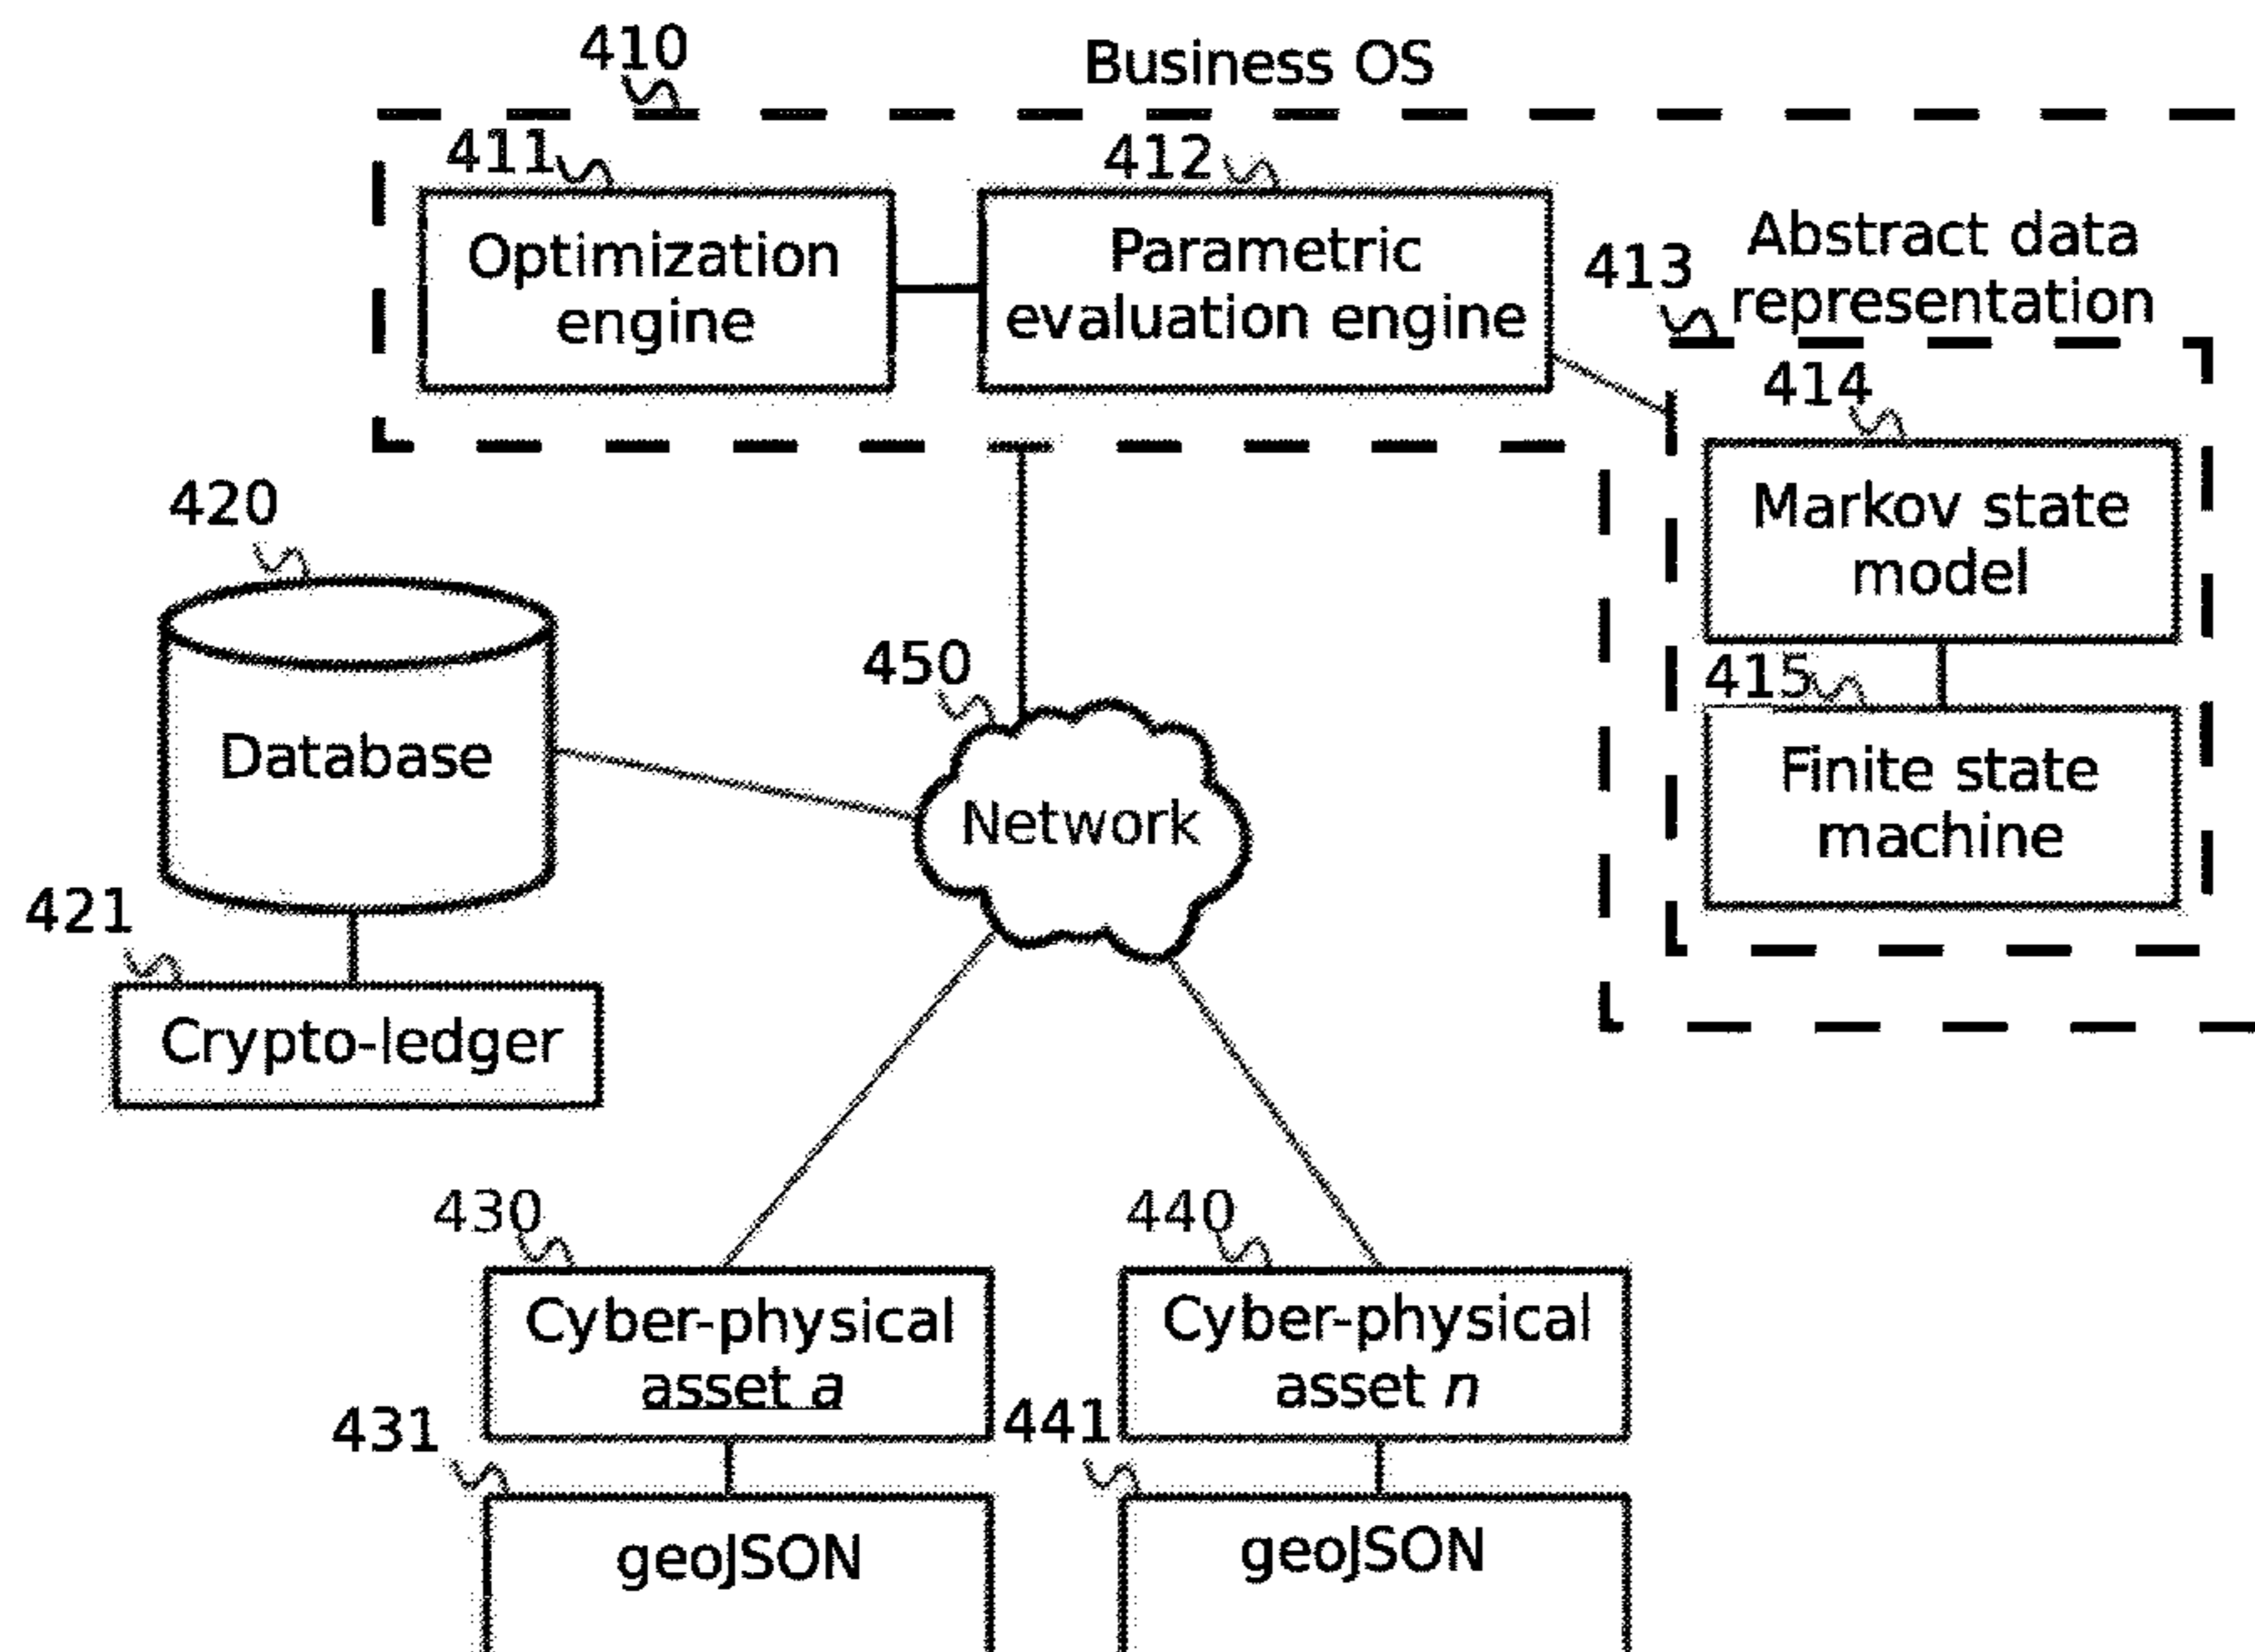 410
Business OS
411
412
Optimization
engine
Parametric
evaluation engine
413
Abstract data
representation
414
Markov state
model
415
Finite state
machine
420
Database
450
Network
421
Crypto-ledger
430
Cyber-physical
asset a
440
Cyber-physical
asset n
431
geoJSON
441
geoJSON